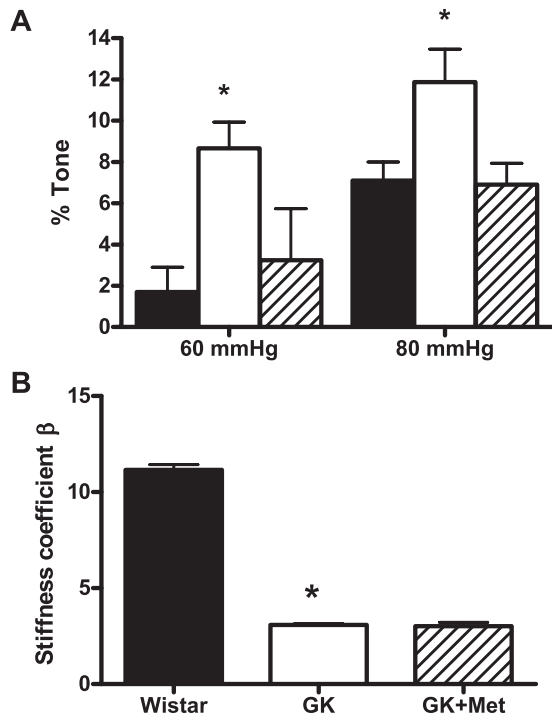 A
% Tone
14
*
12
*
10
8
6
4
2
0
60 mmHg
80 mmHg
B
Stiffness coefficient β
15
10
5
*
0
Wistar
GK
GK+Met